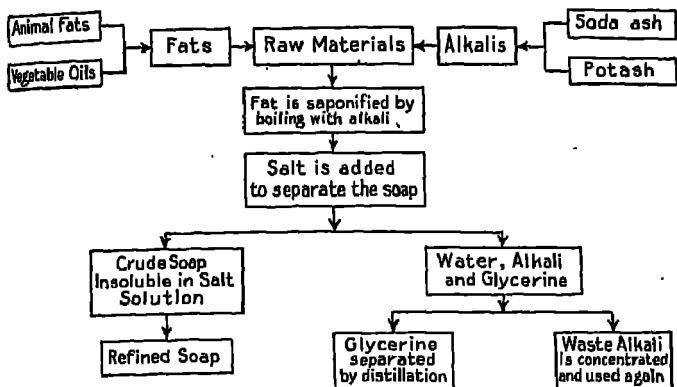 Animal Fats
Vegetable Oils
Fats
Raw Materials
Alkalis
Soda ash
Potash
Fat is saponified by
boiling with alkali
Salt is added
to separate the soap
Crude Soap
Insoluble in Salt
Solution
Water, Alkali
and Glycerine
Refined Soap
Glycerine
separated
by distillation
Waste Alkali
is concentrated
and used again